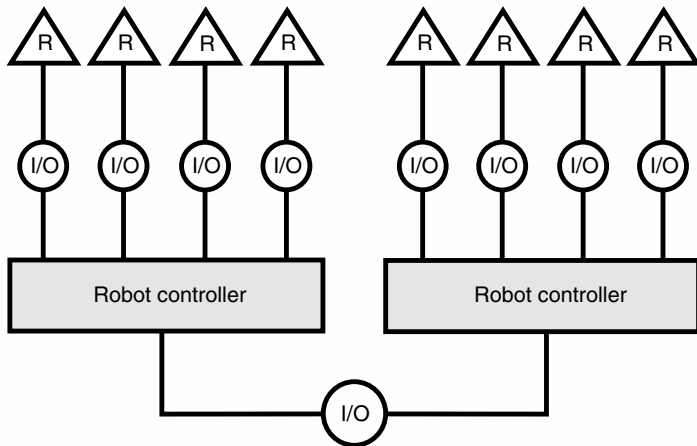 R R R R R R R R
I/O I/O I/O I/O I/O I/O I/O I/O
Robot controller Robot controller
I/O